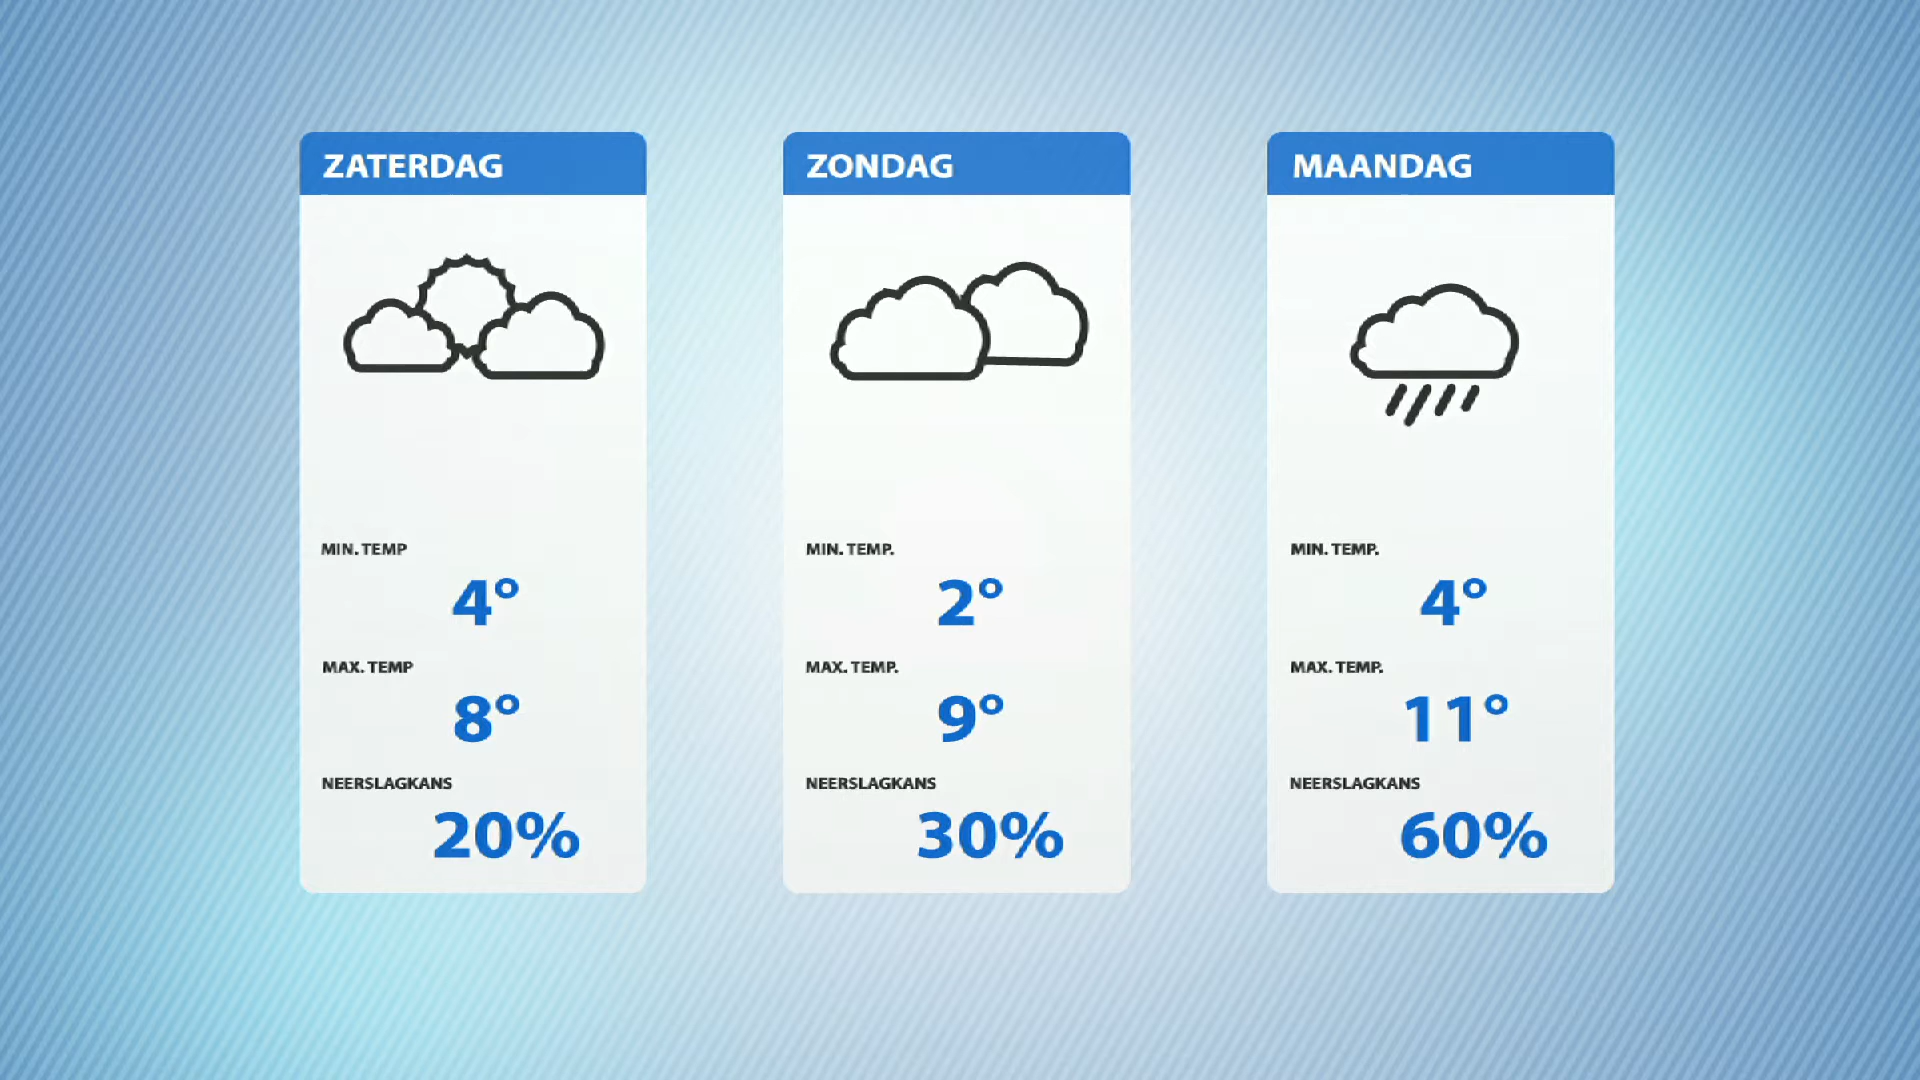 ZATERDAG
MIN. TEMP
4°
MAX. TEMP
8°
NEERSLAGKANS
20%
ZONDAG
MIN. TEMP.
2°
MAX. TEMP.
9°
NEERSLAGKANS
30%
MAANDAG
MIN. TEMP.
4°
MAX. TEMP.
11°
NEERSLAGKANS
60%